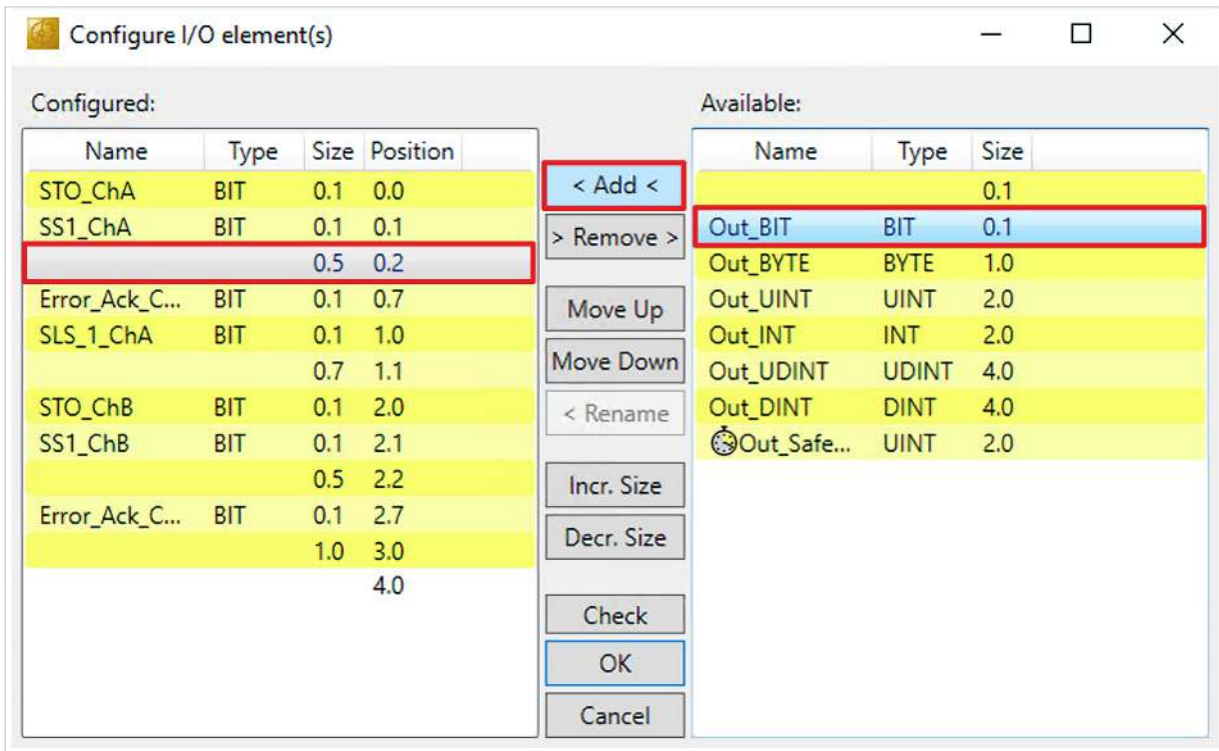 Configure I/O element(s)
Configured:
Name Type Size Position
STO_ChA BIT 0.1 0.0
SS1_ChA BIT 0.1 0.1
0.5 0.2
Error_Ack_C... BIT 0.1 0.7
SLS_1_ChA BIT 0.1 1.0
0.7 1.1
STO_ChB BIT 0.1 2.0
SS1_ChB BIT 0.1 2.1
0.5 2.2
Error_Ack_C... BIT 0.1 2.7
1.0 3.0
4.0
< Add <
> Remove >
Move Up
Move Down
< Rename
Incr. Size
Decr. Size
Check
OK
Cancel
Available:
Name Type Size
0.1
Out_BIT BIT 0.1
Out_BYTE BYTE 1.0
Out_UINT UINT 2.0
Out_INT INT 2.0
Out_UDINT UDINT 4.0
Out_DINT DINT 4.0
Out_Safe... UINT 2.0